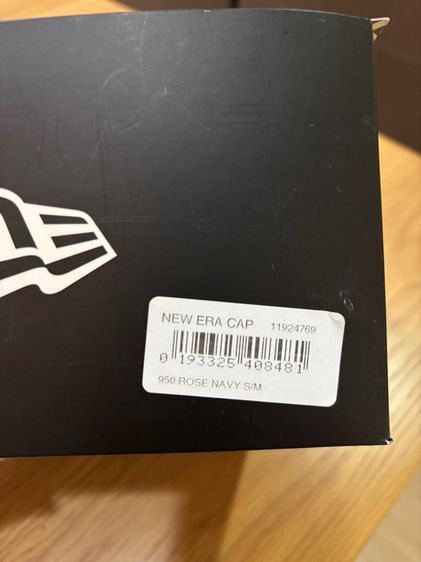 NEW ERA CAP 11924769
0 193325 408481
950 ROSE NAVY S/M